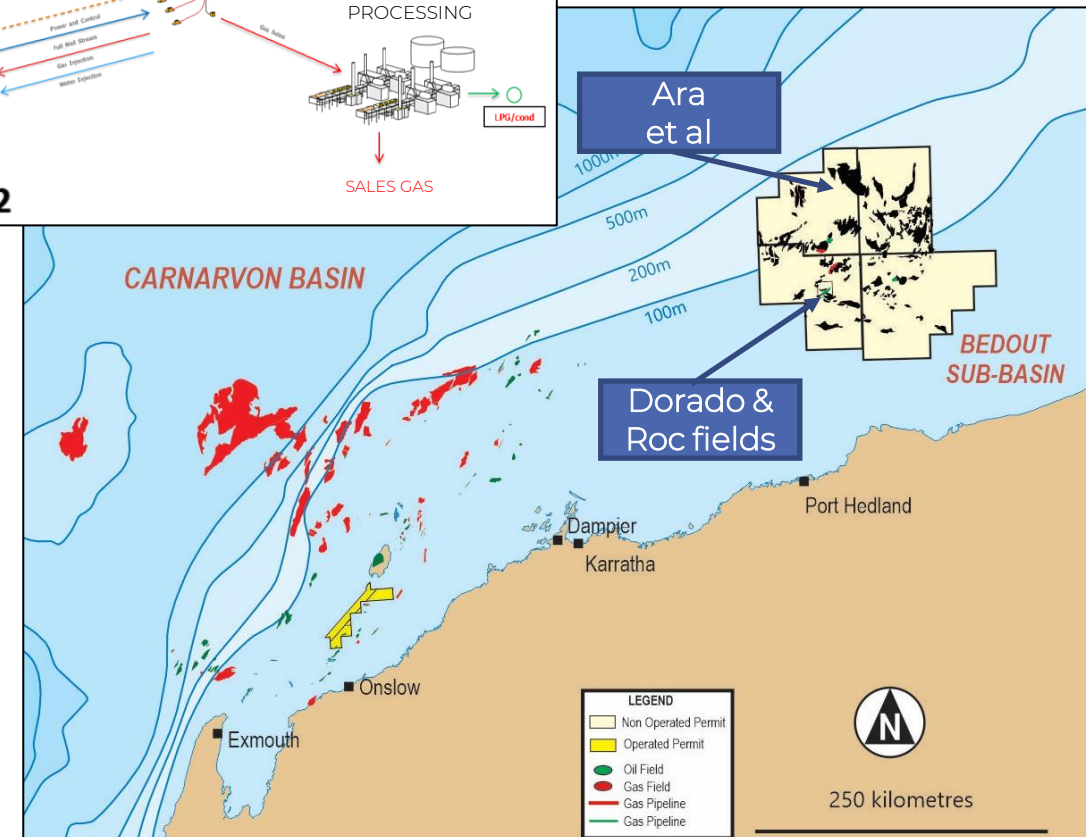 PROCESSING
Power and Control
Full Well Stream
Gas Injection
Water Injection
Gas Sales
LPG/cond
SALES GAS
2
Ara
et al
1000m
500m
200m
100m
CARNARVON BASIN
BEDOUT
SUB-BASIN
Dorado &
Roc fields
Port Hedland
Dampier
Karratha
Onslow
Exmouth
LEGEND
Non Operated Permit
Operated Permit
Oil Field
Gas Field
Gas Pipeline
Gas Pipeline
N
250 kilometres